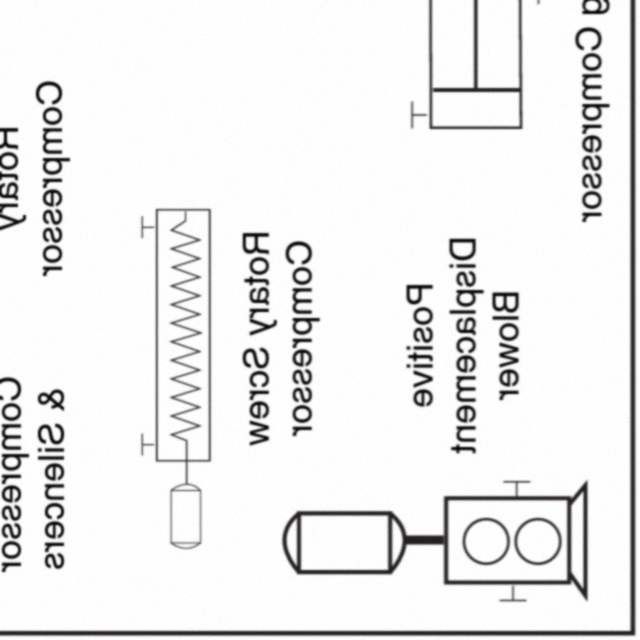 Rotary
Compressor
Compressor
& Silencers
Rotary Screw
Compressor
Positive
Displacement
Blower
Compressor